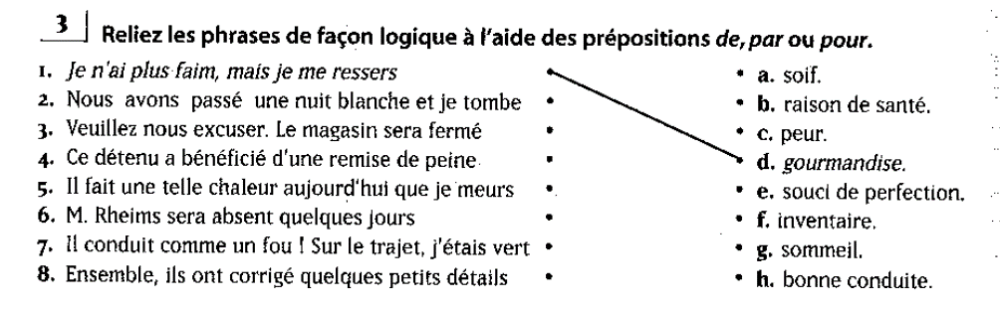 3 Reliez les phrases de façon logique à l'aide des prépositions de, par ou pour.
1. Je n'ai plus faim, mais je me ressers • • a. soif.
2. Nous avons passé une nuit blanche et je tombe • • b. raison de santé.
3. Veuillez nous excuser. Le magasin sera fermé • • c. peur.
4. Ce détenu a bénéficié d'une remise de peine • • d. gourmandise.
5. Il fait une telle chaleur aujourd'hui que je meurs • • e. souci de perfection.
6. M. Rheims sera absent quelques jours • • f. inventaire.
7. Il conduit comme un fou ! Sur le trajet, j'étais vert • • g. sommeil.
8. Ensemble, ils ont corrigé quelques petits détails • • h. bonne conduite.